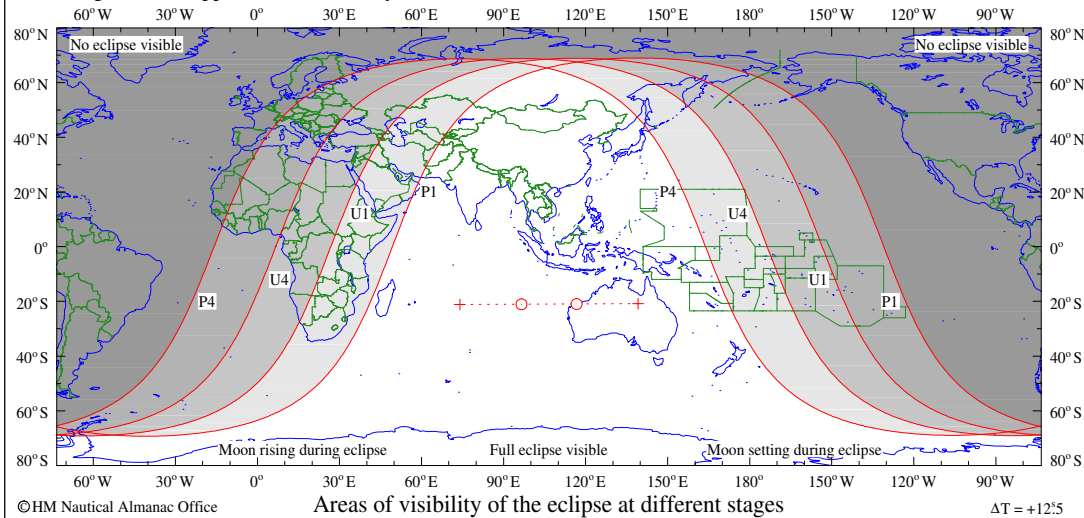 60° W 30° W 0° 30° E 60° E 90° E 120° E 150° E 180° 150° W 120° W 90° W
80° N 80° N
No eclipse visible No eclipse visible
60° N 60° N
40° N 40° N
20° N P1 P4 20° N
U1 U4
0° 0°
U4 U1
20° S P4 P1 20° S
40° S 40° S
60° S 60° S
Moon rising during eclipse Full eclipse visible Moon setting during eclipse
80° S 80° S
60° W 30° W 0° 30° E 60° E 90° E 120° E 150° E 180° 150° W 120° W 90° W
© HM Nautical Almanac Office Areas of visibility of the eclipse at different stages ΔT = +12ˢ.5